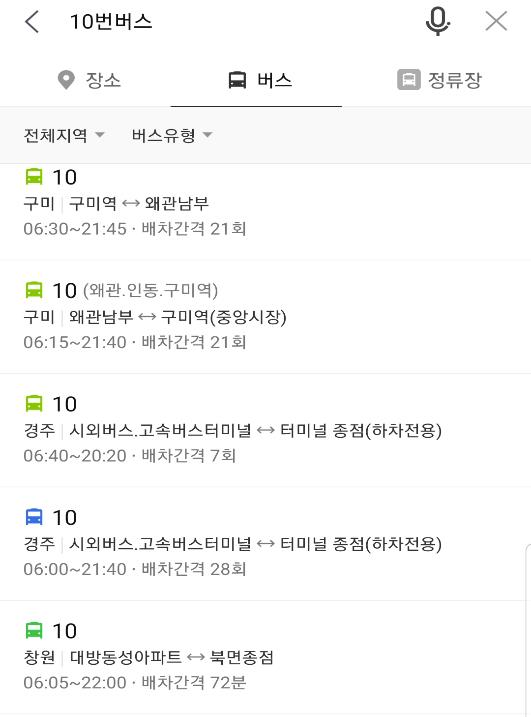 10번버스
장소 버스 정류장
전체지역 버스유형
10
구미 | 구미역 ↔ 왜관남부
06:30~21:45 · 배차간격 21회
10 (왜관.인동.구미역)
구미 | 왜관남부 ↔ 구미역(중앙시장)
06:15~21:40 · 배차간격 21회
10
경주 | 시외버스.고속버스터미널 ↔ 터미널 종점(하차전용)
06:40~20:20 · 배차간격 7회
10
경주 | 시외버스.고속버스터미널 ↔ 터미널 종점(하차전용)
06:00~21:40 · 배차간격 28회
10
창원 | 대방동성아파트 ↔ 북면종점
06:05~22:00 · 배차간격 72분